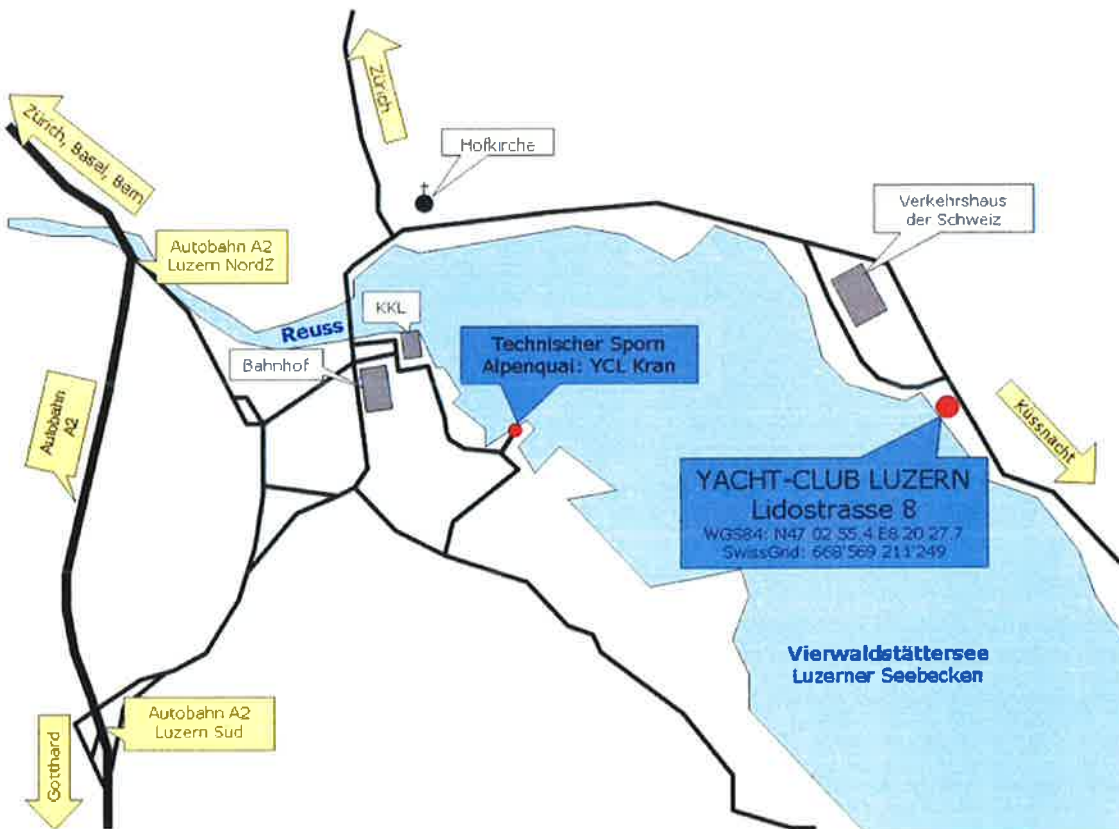 Zürich
Zürich, Basel, Bern
Hofkirche
Verkehrshaus
der Schweiz
Autobahn A2
Luzern NordZ
KKL
Reuss
Bahnhof
Technischer Sporn
Alpenquai: YCL Kran
Autobahn
A2
Küssnacht
YACHT-CLUB LUZERN
Lidostrasse 8
WGS84: N47 02 55.4 E8 20 27.7
SwissGrid: 668'569 211'249
Vierwaldstättersee
Luzerner Seebecken
Autobahn A2
Luzern Süd
Gotthard